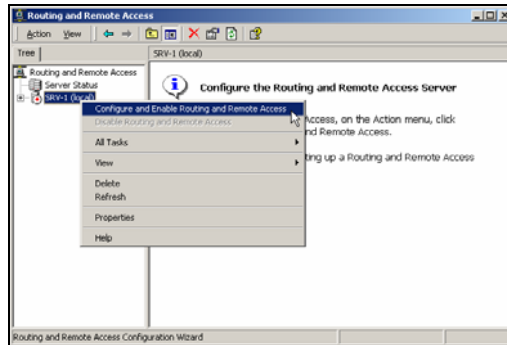 Routing and Remote Access
Action View
Tree
SRV-1 (local)
Routing and Remote Access
Server Status
SRV-1 (local)
Configure the Routing and Remote Access Server
Access, on the Action menu, click
nd Remote Access.
ting up a Routing and Remote Access
Configure and Enable Routing and Remote Access
Disable Routing and Remote Access
All Tasks
View
Delete
Refresh
Properties
Help
Routing and Remote Access Configuration Wizard